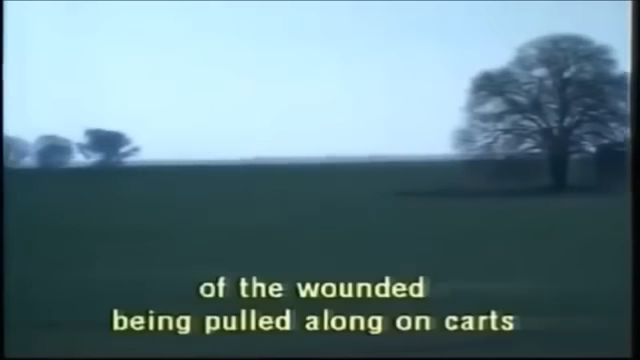 of the wounded
being pulled along on carts